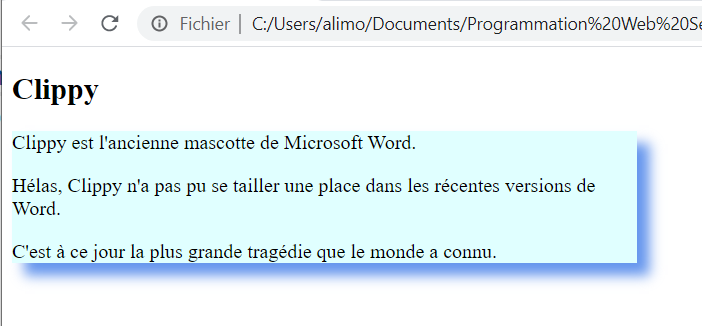 Fichier | C:/Users/alimo/Documents/Programmation%20Web%20Se
Clippy
Clippy est l'ancienne mascotte de Microsoft Word.
Hélas, Clippy n'a pas pu se tailler une place dans les récentes versions de
Word.
C'est à ce jour la plus grande tragédie que le monde a connu.